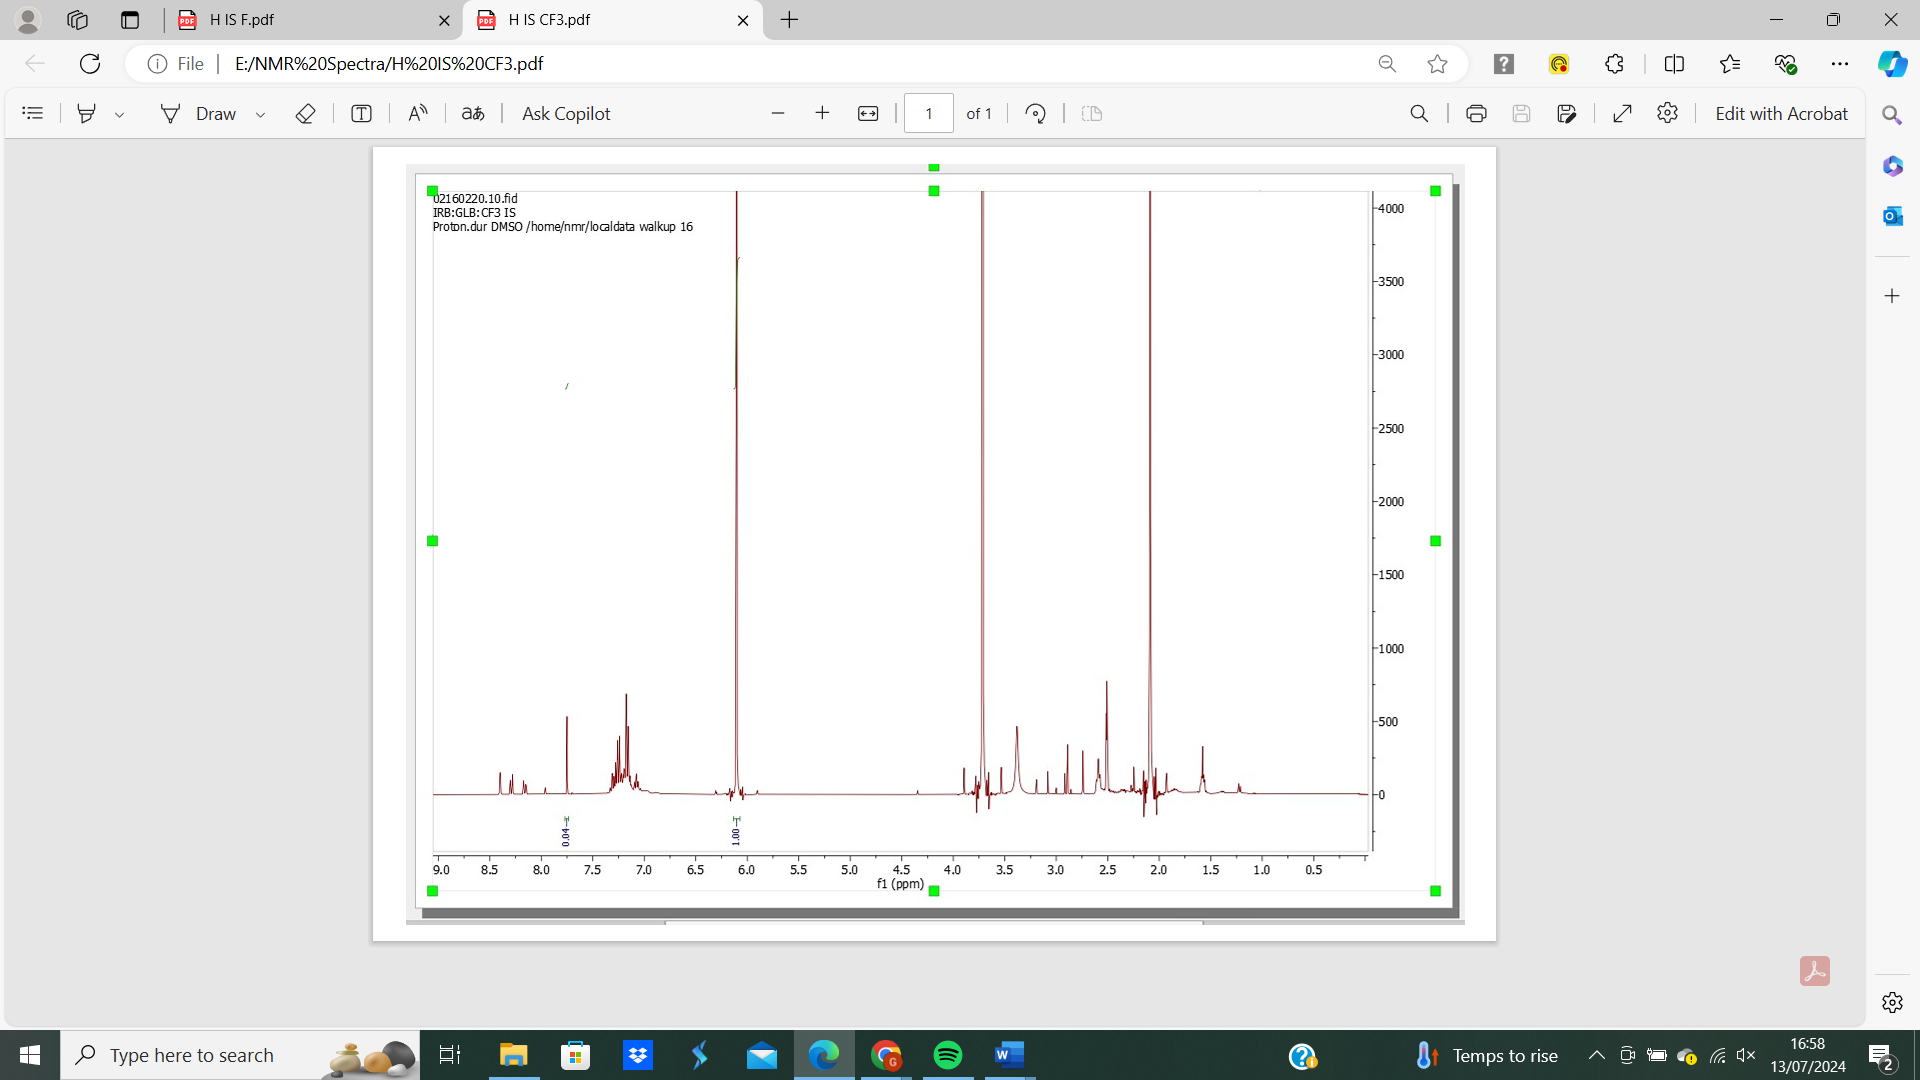 H IS F.pdf
H IS CF3.pdf
File
E:/NMR%20Spectra/H%20IS%20CF3.pdf
Draw
Ask Copilot
1
of 1
Edit with Acrobat
02160220.10.fid
IRB:GLB:CF3 IS
Proton.dur DMSO /home/nmr/localdata walkup 16
4000
3500
3000
2500
2000
1500
1000
500
0
0.04
1.00
9.0 8.5 8.0 7.5 7.0 6.5 6.0 5.5 5.0 4.5 4.0 3.5 3.0 2.5 2.0 1.5 1.0 0.5
f1 (ppm)
Type here to search
Temps to rise
16:58
13/07/2024
2